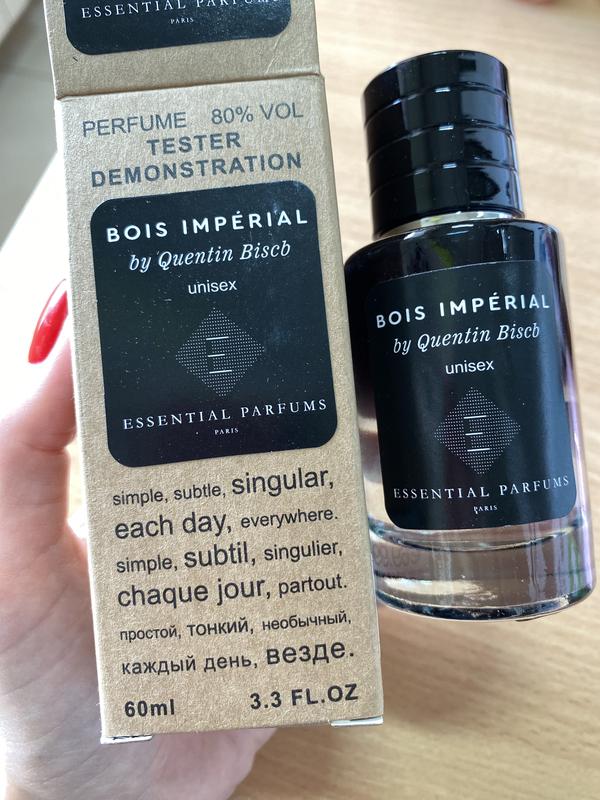 ESSENTIAL PARFUMS
PARIS
PERFUME 80% VOL
TESTER
DEMONSTRATION
BOIS IMPÉRIAL
by Quentin Biscb
unisex
E
ESSENTIAL PARFUMS
PARIS
simple, subtle, singular,
each day, everywhere.
simple, subtil, singulier,
chaque jour, partout.
простой, тонкий, необычный,
каждый день, везде.
60ml 3.3 FL.OZ
BOIS IMPÉRIAL
by Quentin Biscb
unisex
E
ESSENTIAL PARFUMS
PARIS